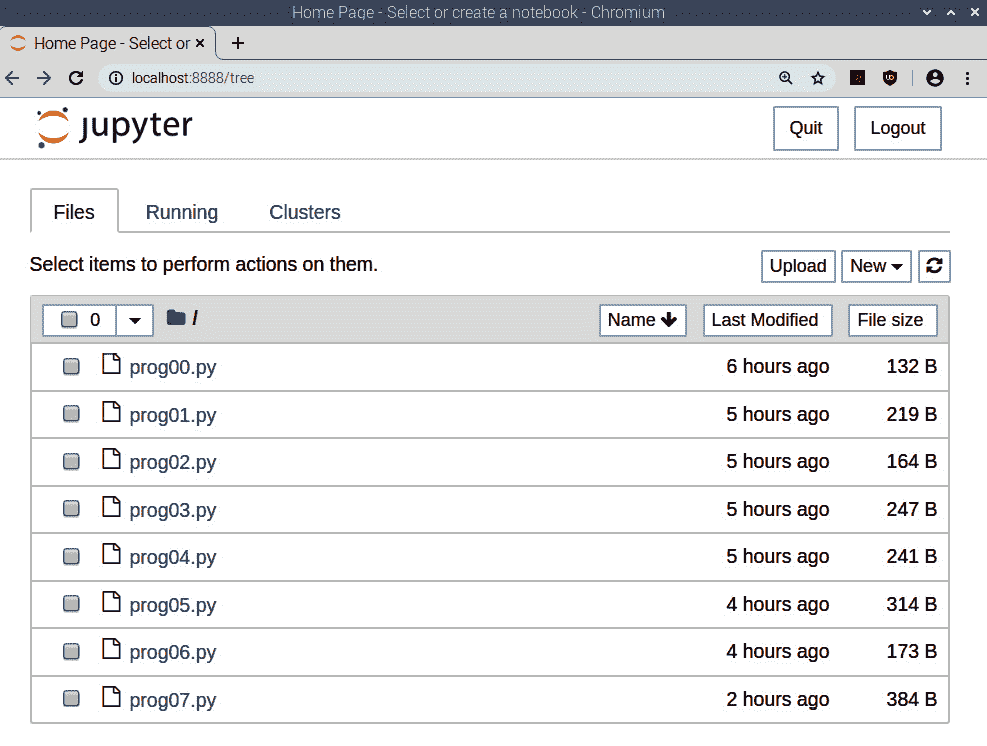 Home Page - Select or create a notebook - Chromium
Home Page - Select or
localhost:8888/tree
jupyter Quit Logout
Files Running Clusters
Select items to perform actions on them. Upload New
0 / Name Last Modified File size
prog00.py 6 hours ago 132 B
prog01.py 5 hours ago 219 B
prog02.py 5 hours ago 164 B
prog03.py 5 hours ago 247 B
prog04.py 5 hours ago 241 B
prog05.py 4 hours ago 314 B
prog06.py 4 hours ago 173 B
prog07.py 2 hours ago 384 B